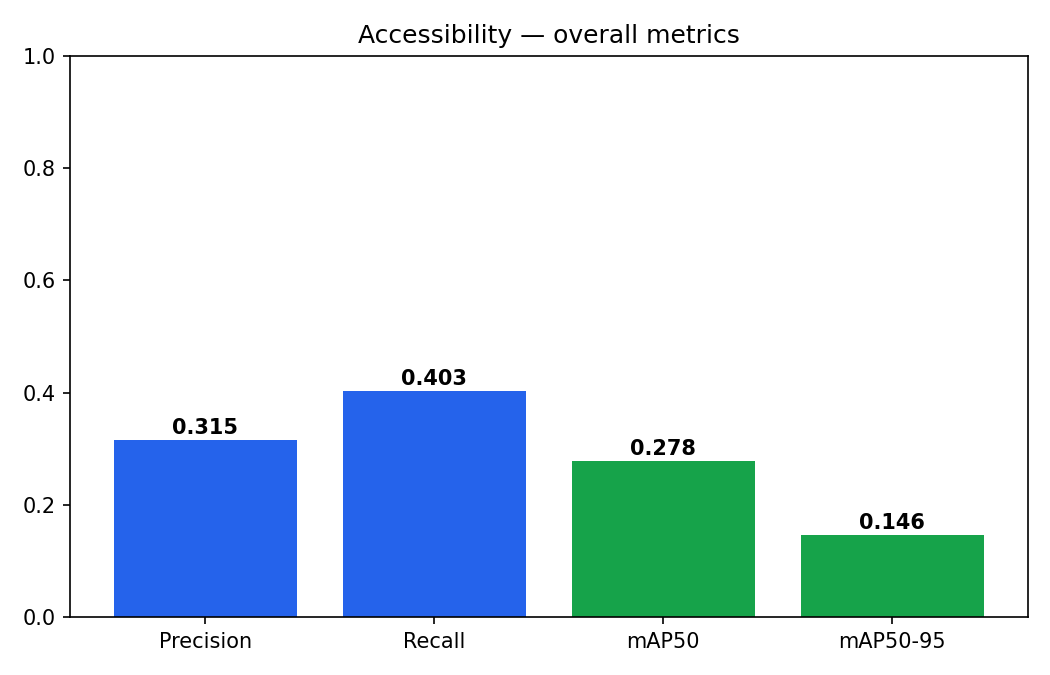 Accessibility — overall metrics
1.0
0.8
0.6
0.4
0.2
0.0
0.315
0.403
0.278
0.146
Precision
Recall
mAP50
mAP50-95